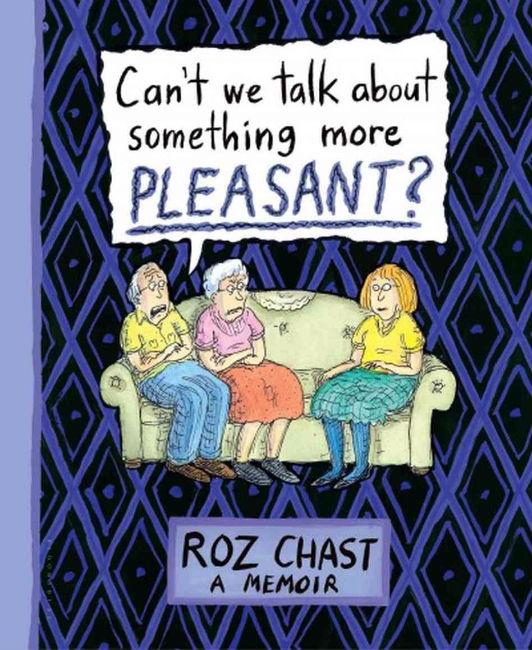 Can't we talk about
something more
PLEASANT?
ROZ CHAST
A MEMOIR